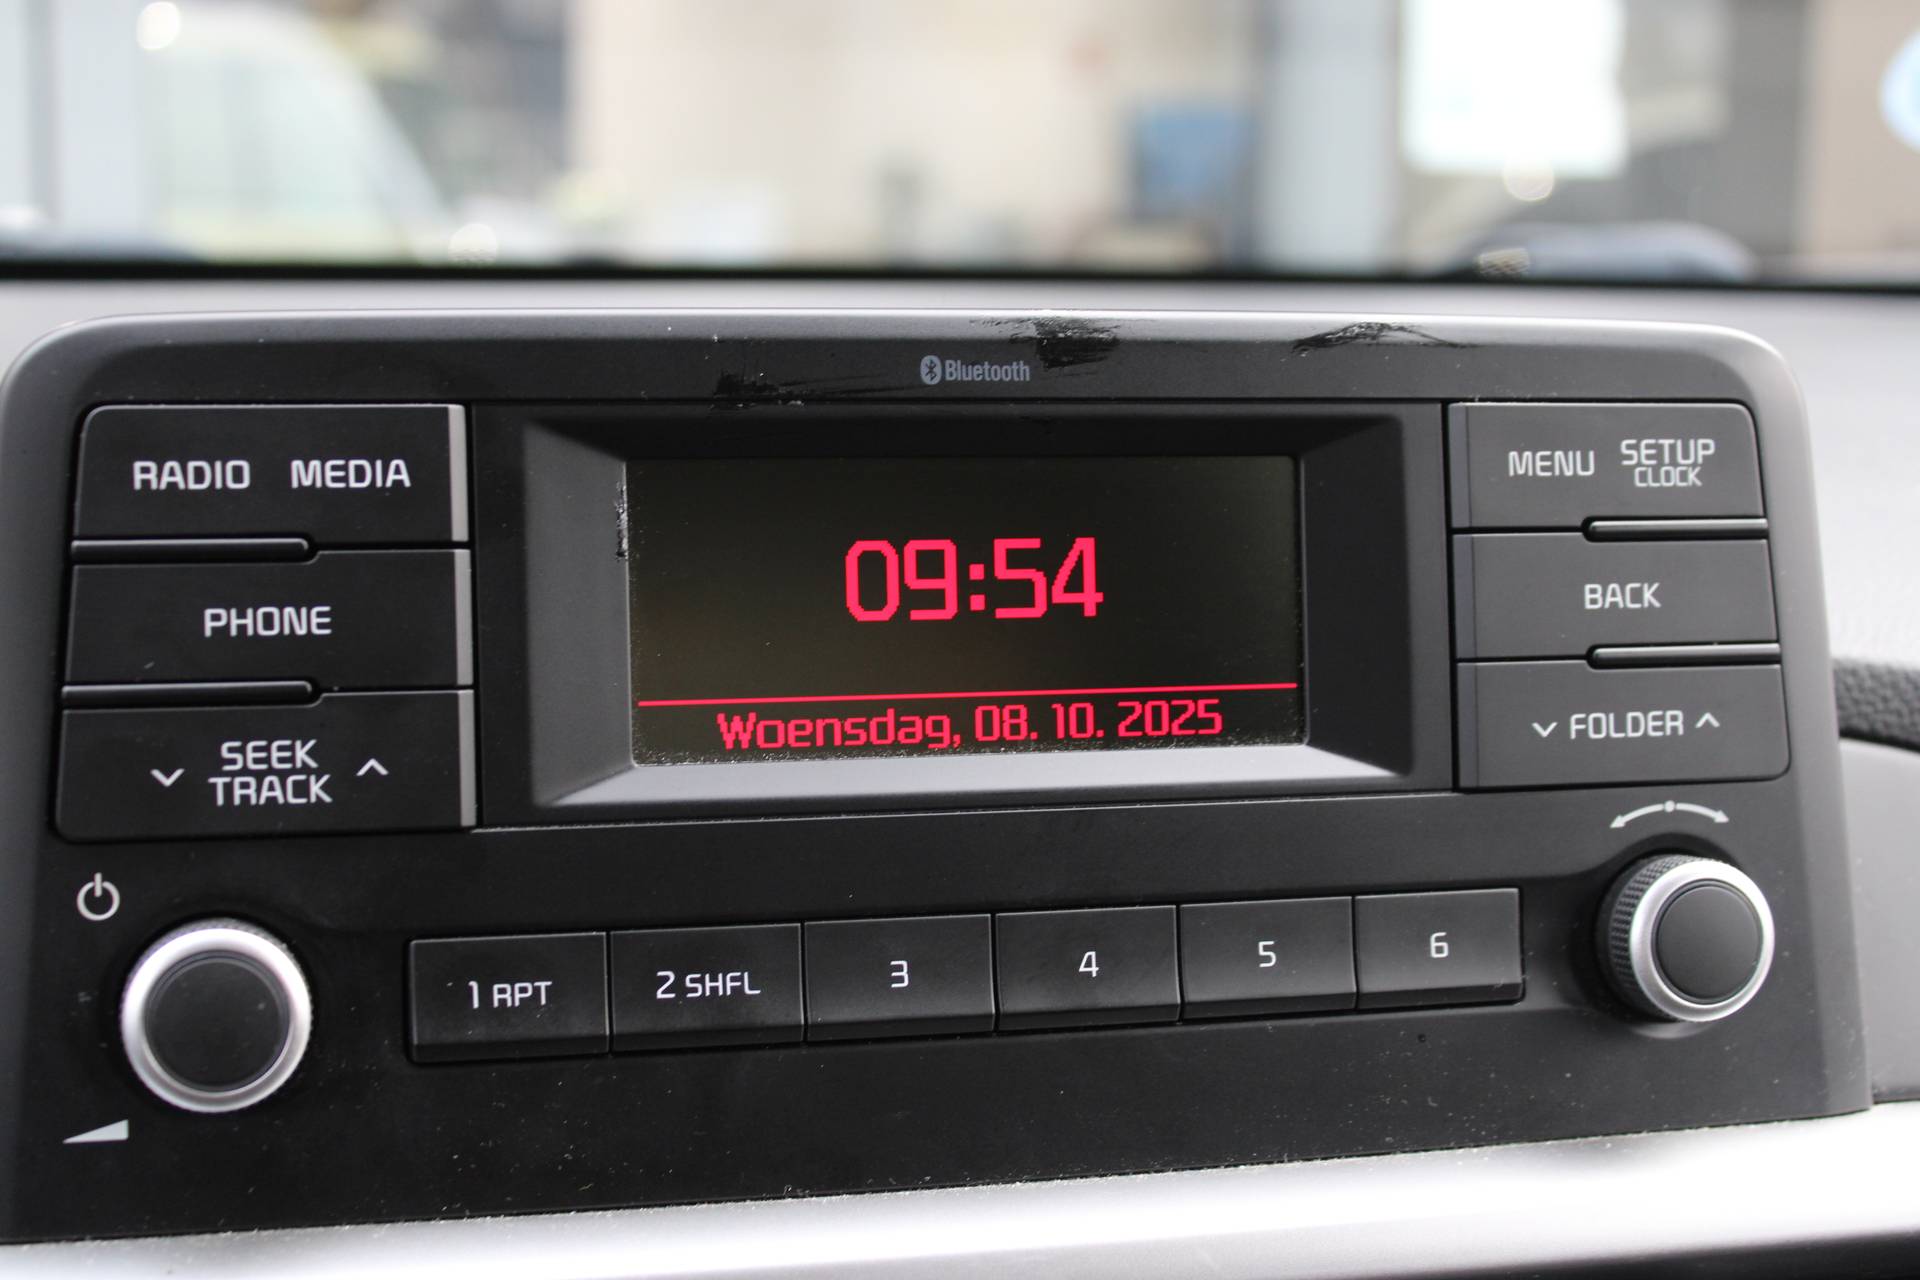 Bluetooth
RADIO MEDIA
PHONE
SEEK
TRACK
09:54
Woensdag, 08. 10. 2025
MENU SETUP
CLOCK
BACK
FOLDER
1 RPT 2 SHFL 3 4 5 6